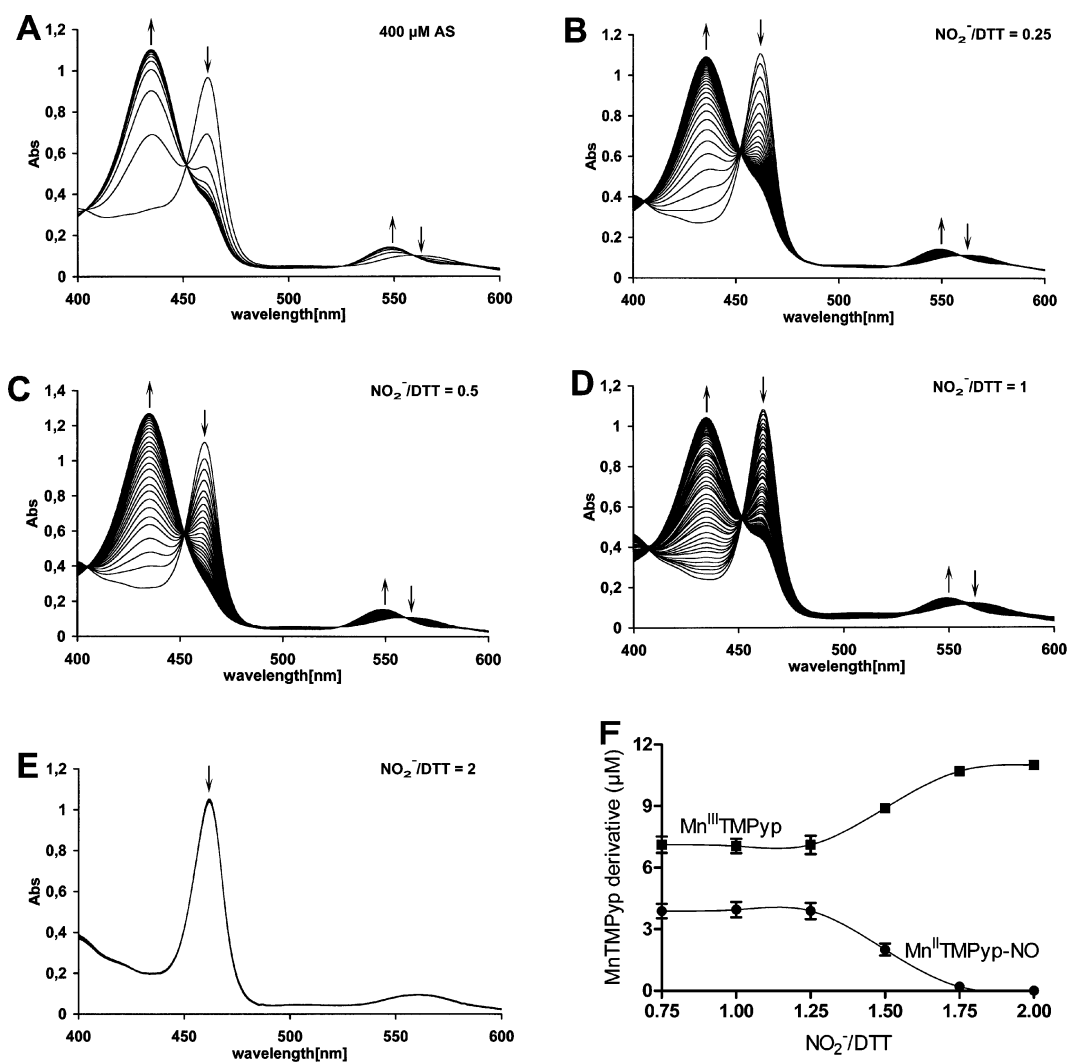 A
400 µM AS
1,2
1
0,8
0,6
0,4
0,2
0
Abs
400 450 500 550 600
wavelength[nm]
B
NO₂⁻/DTT = 0.25
1,2
1
0.8
0.6
0.4
0,2
0
Abs
400 450 500 550 600
wavelength[nm]
C
NO₂⁻/DTT = 0.5
1,4
1,2
1
0,8
0,6
0,4
0,2
0
Abs
400 450 500 550 600
wavelength[nm]
D
NO₂⁻/DTT = 1
1,2
1
0,8
0,6
0,4
0,2
0
Abs
400 450 500 550 600
wavelength[nm]
E
NO₂⁻/DTT = 2
1,2
1
0,8
0,6
0,4
0,2
0
Abs
400 450 500 550 600
wavelength[nm]
F
12
9
6
3
0
MnTMPyp derivative (µM)
MnᴵᴵᴵTMPyp
MnᴵᴵTMPyp-NO
0.75 1.00 1.25 1.50 1.75 2.00
NO₂⁻/DTT